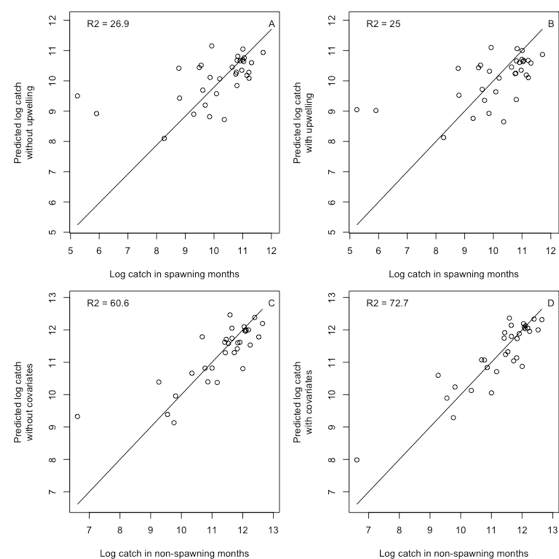 R2 = 26.9
A
12
11
10
9
8
7
6
5
Predicted log catch
without upwelling
5 6 7 8 9 10 11 12
Log catch in spawning months
R2 = 25
B
12
11
10
9
8
7
6
5
Predicted log catch
with upwelling
5 6 7 8 9 10 11 12
Log catch in spawning months
R2 = 60.6
C
13
12
11
10
9
8
7
Predicted log catch
without covariates
7 8 9 10 11 12 13
Log catch in non-spawning months
R2 = 72.7
D
13
12
11
10
9
8
7
Predicted log catch
with covariates
7 8 9 10 11 12 13
Log catch in non-spawning months